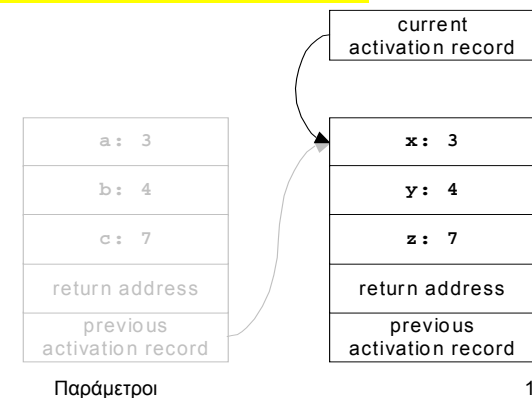 current
activation record
a: 3
b: 4
c: 7
return address
previous
activation record
x: 3
y: 4
z: 7
return address
previous
activation record
Παράμετροι
1